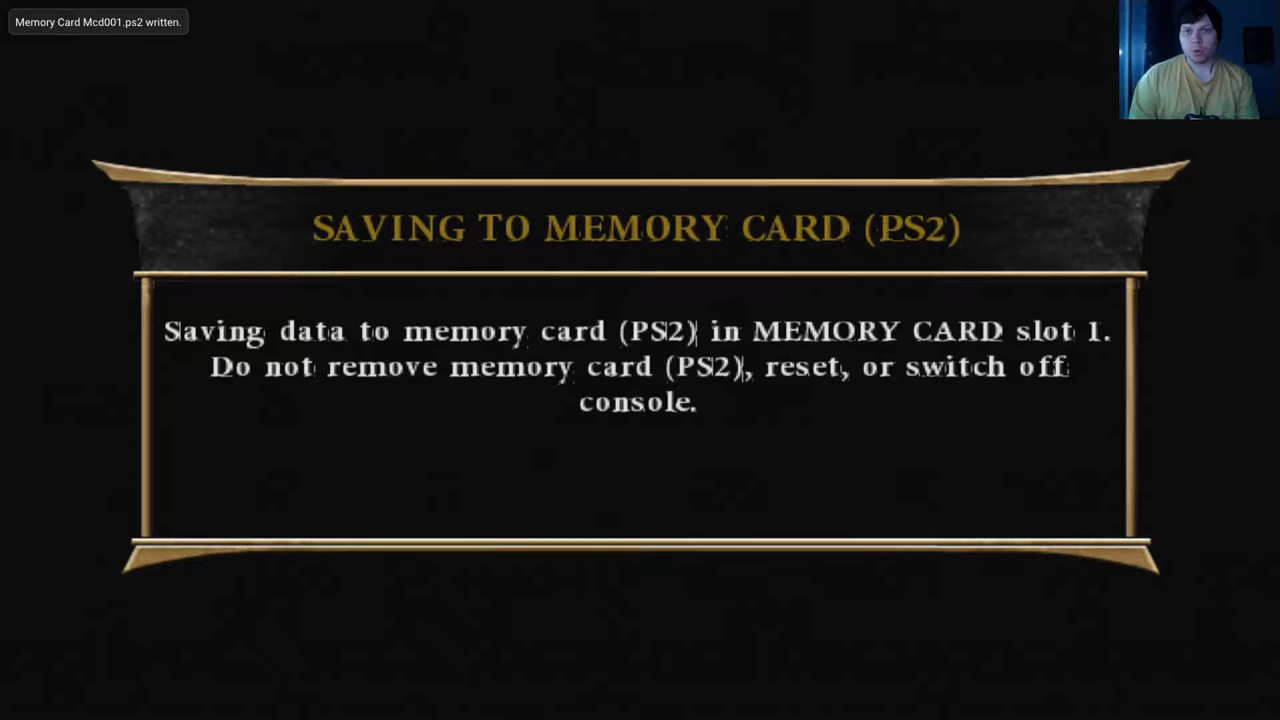 Memory Card Mcd001.ps2 written.
SAVING TO MEMORY CARD (PS2)
Saving data to memory card (PS2) in MEMORY CARD slot 1.
Do not remove memory card (PS2), reset, or switch off
console.